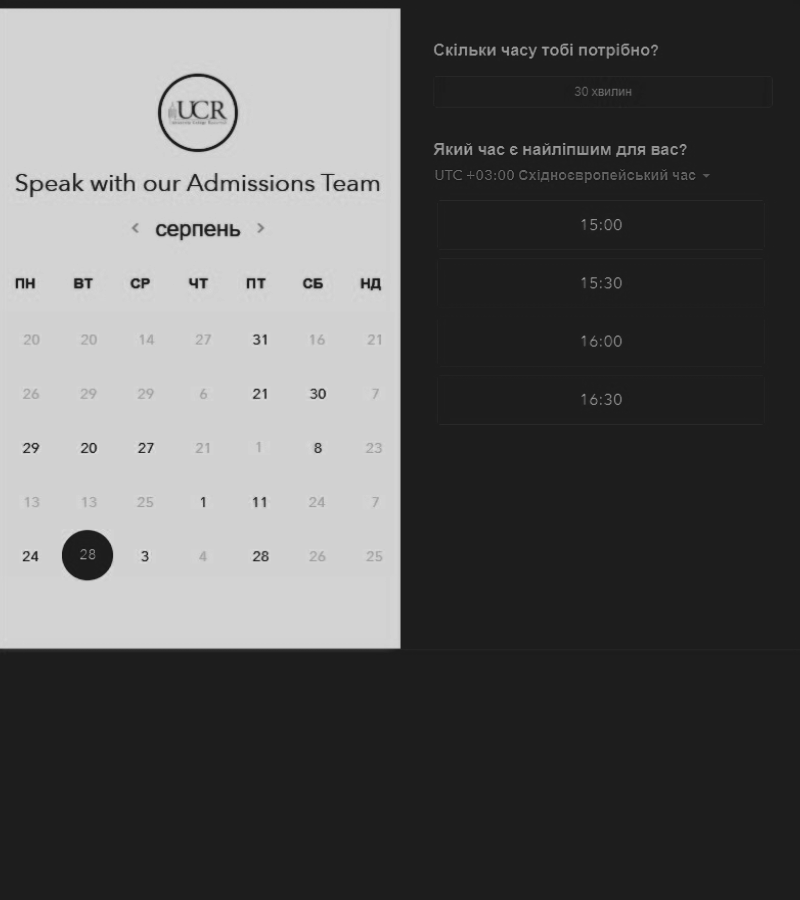 UCR
Speak with our Admissions Team
серпень
ПН ВТ СР ЧТ ПТ СБ НД
20 20 14 27 31 16 21
26 29 29 6 21 30 7
29 20 27 21 1 8 23
13 13 25 1 11 24 7
24 28 3 4 28 26 25
Скільки часу тобі потрібно?
30 хвилин
Який час є найліпшим для вас?
UTC +03:00 Східноєвропейський час
15:00
15:30
16:00
16:30